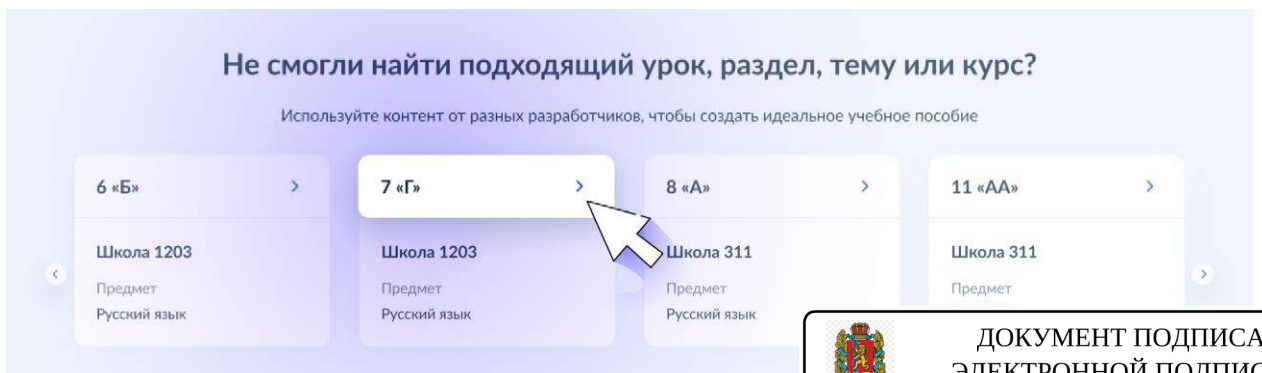 Не смогли найти подходящий урок, раздел, тему или курс?
Используйте контент от разных разработчиков, чтобы создать идеальное учебное пособие
6 «Б»
7 «Г»
8 «А»
11 «АА»
Школа 1203
Школа 1203
Школа 311
Школа 311
Предмет
Предмет
Предмет
Предмет
Русский язык
Русский язык
Русский язык
ДОКУМЕНТ ПОДПИСА
ЭЛЕКТРОННОЙ ПОДПИС